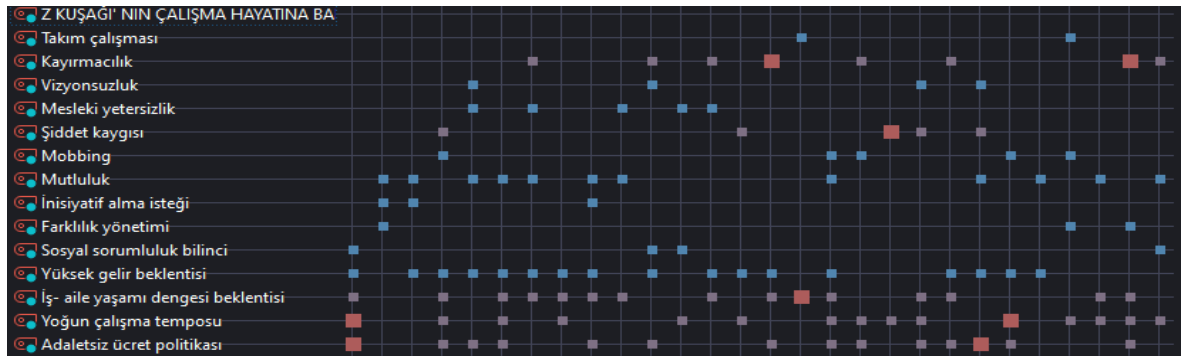 Z KUŞAĞI' NIN ÇALIŞMA HAYATINA BA
Takım çalışması
Kayırmacılık
Vizyonsuzluk
Mesleki yetersizlik
Şiddet kaygısı
Mobbing
Mutluluk
İnisiyatif alma isteği
Farklılık yönetimi
Sosyal sorumluluk bilinci
Yüksek gelir beklentisi
İş- aile yaşamı dengesi beklentisi
Yoğun çalışma temposu
Adaletsiz ücret politikası